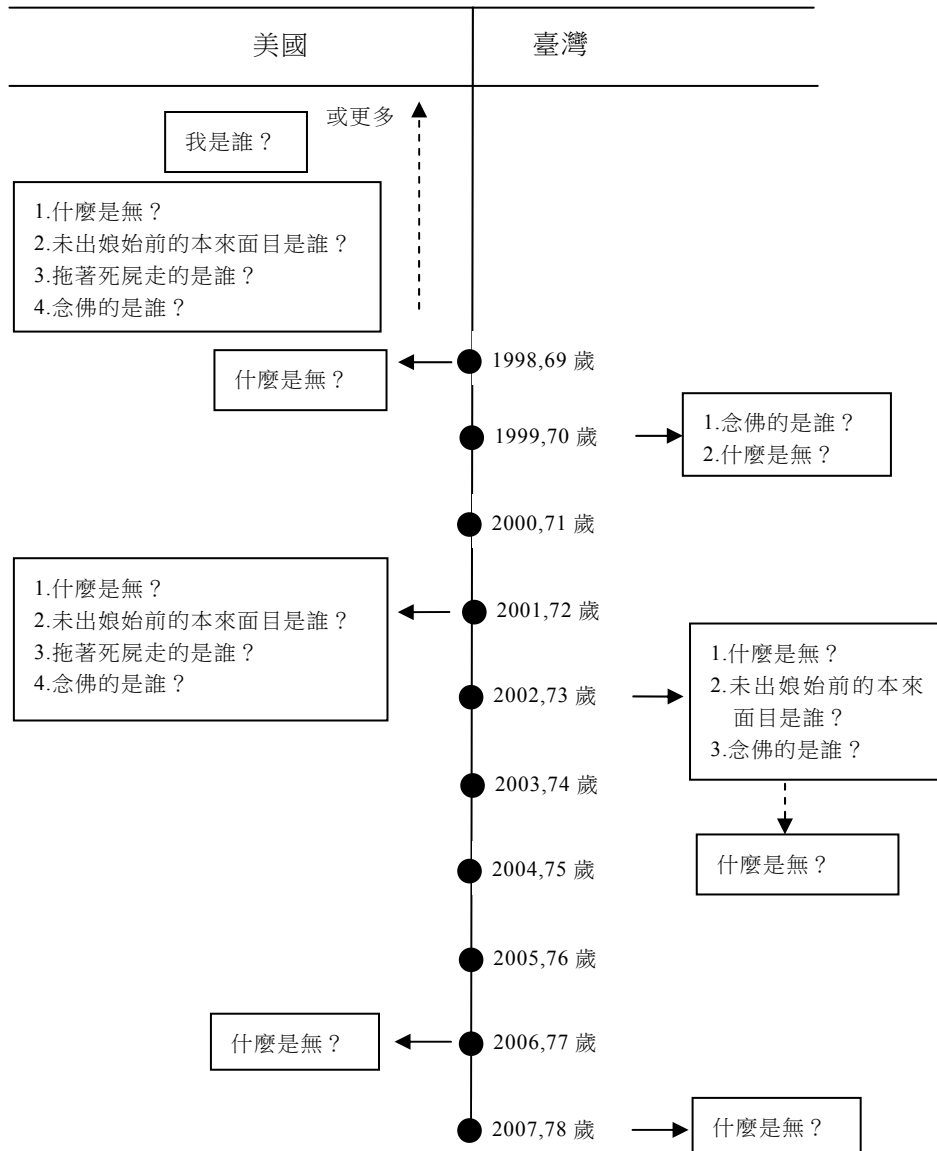 美國
臺灣
或更多
我是誰？
1.什麼是無？
2.未出娘始前的本來面目是誰？
3.拖著死屍走的是誰？
4.念佛的是誰？
什麼是無？
1998,69 歲
1999,70 歲
1.念佛的是誰？
2.什麼是無？
2000,71 歲
1.什麼是無？
2.未出娘始前的本來面目是誰？
3.拖著死屍走的是誰？
4.念佛的是誰？
2001,72 歲
2002,73 歲
1.什麼是無？
2.未出娘始前的本來
面目是誰？
3.念佛的是誰？
2003,74 歲
什麼是無？
2004,75 歲
2005,76 歲
什麼是無？
2006,77 歲
2007,78 歲
什麼是無？